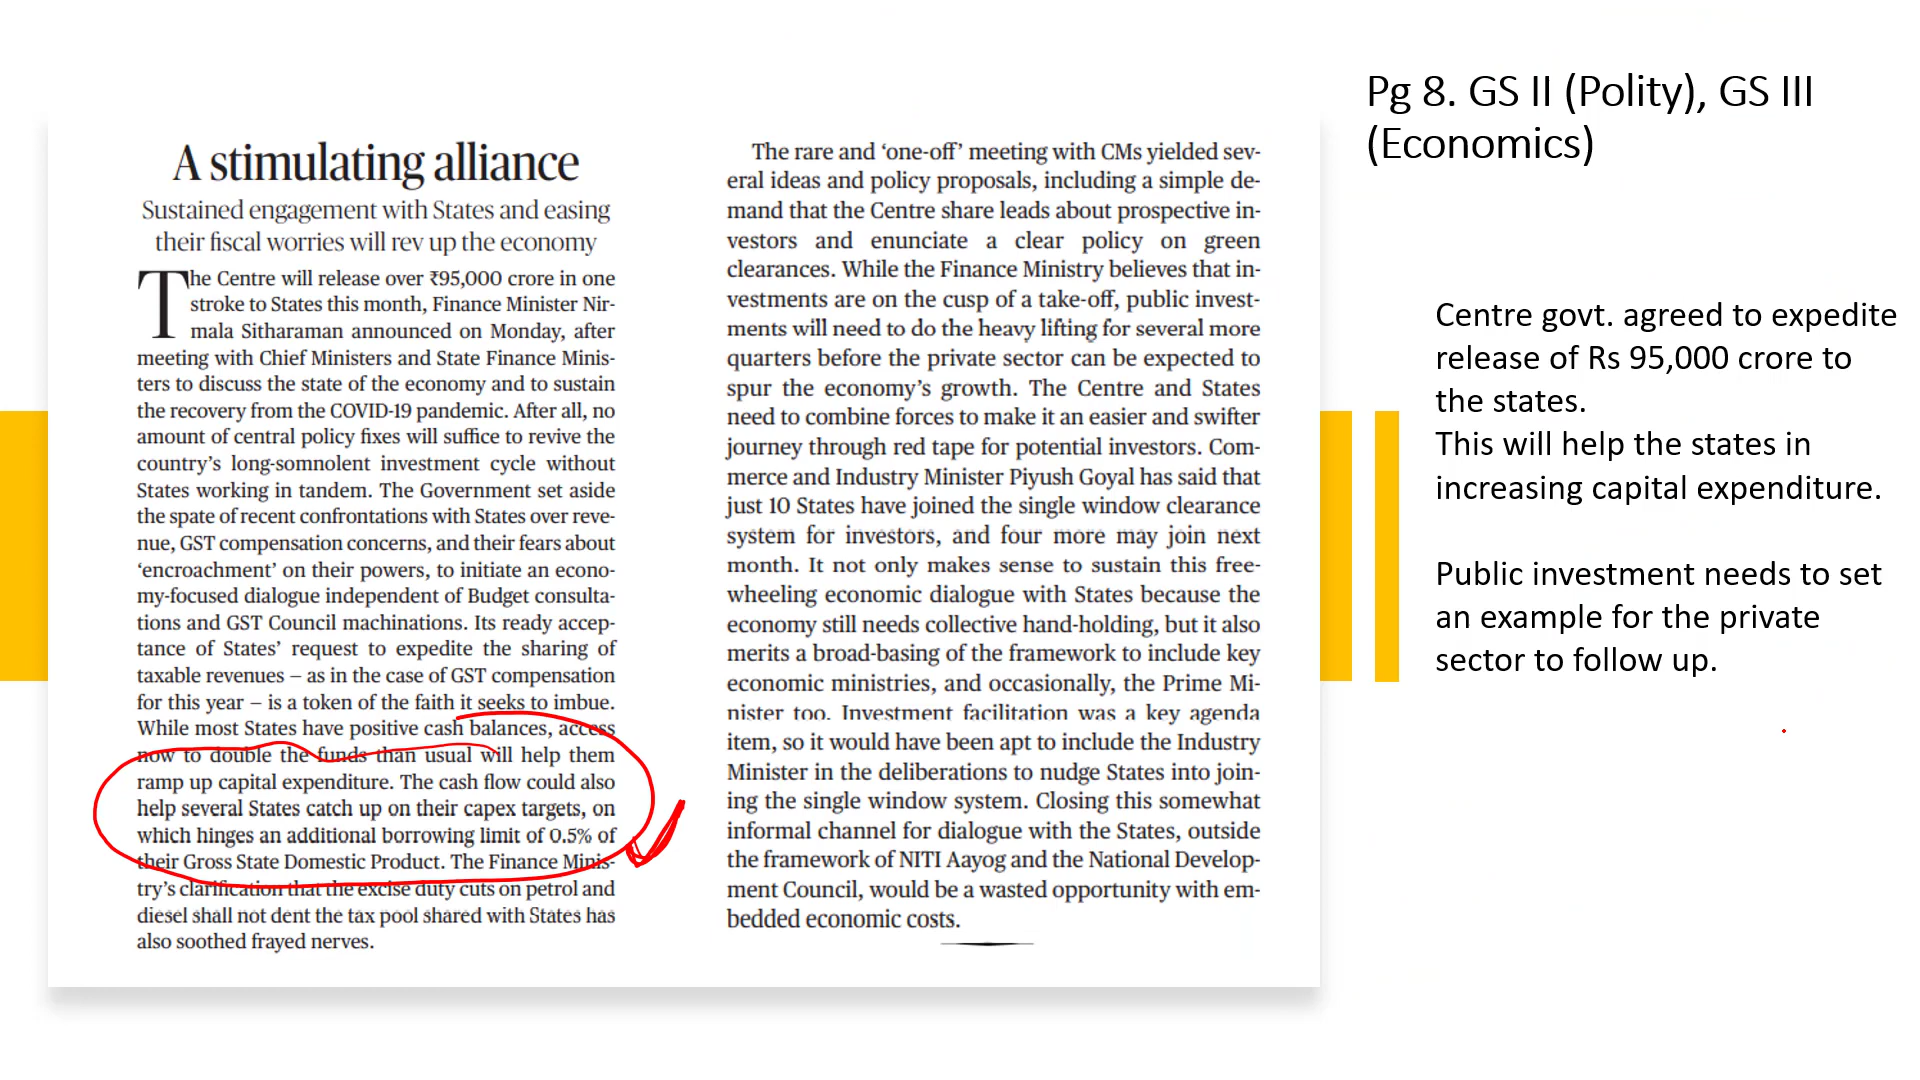 A stimulating alliance
Sustained engagement with States and easing
their fiscal worries will rev up the economy
The Centre will release over ₹95,000 crore in one
stroke to States this month, Finance Minister Nir-
mala Sitharaman announced on Monday, after
meeting with Chief Ministers and State Finance Minis-
ters to discuss the state of the economy and to sustain
the recovery from the COVID-19 pandemic. After all, no
amount of central policy fixes will suffice to revive the
country's long-somnolent investment cycle without
States working in tandem. The Government set aside
the spate of recent confrontations with States over reve-
nue, GST compensation concerns, and their fears about
'encroachment' on their powers, to initiate an econo-
my-focused dialogue independent of Budget consulta-
tions and GST Council machinations. Its ready accep-
tance of States' request to expedite the sharing of
taxable revenues – as in the case of GST compensation
for this year – is a token of the faith it seeks to imbue.
While most States have positive cash balances, access
now to double the funds than usual will help them
ramp up capital expenditure. The cash flow could also
help several States catch up on their capex targets, on
which hinges an additional borrowing limit of 0.5% of
their Gross State Domestic Product. The Finance Minis-
try's clarification that the excise duty cuts on petrol and
diesel shall not dent the tax pool shared with States has
also soothed frayed nerves.
The rare and 'one-off' meeting with CMs yielded sev-
eral ideas and policy proposals, including a simple de-
mand that the Centre share leads about prospective in-
vestors and enunciate a clear policy on green
clearances. While the Finance Ministry believes that in-
vestments are on the cusp of a take-off, public invest-
ments will need to do the heavy lifting for several more
quarters before the private sector can be expected to
spur the economy's growth. The Centre and States
need to combine forces to make it an easier and swifter
journey through red tape for potential investors. Com-
merce and Industry Minister Piyush Goyal has said that
just 10 States have joined the single window clearance
system for investors, and four more may join next
month. It not only makes sense to sustain this free-
wheeling economic dialogue with States because the
economy still needs collective hand-holding, but it also
merits a broad-basing of the framework to include key
economic ministries, and occasionally, the Prime Mi-
nister too. Investment facilitation was a key agenda
item, so it would have been apt to include the Industry
Minister in the deliberations to nudge States into join-
ing the single window system. Closing this somewhat
informal channel for dialogue with the States, outside
the framework of NITI Aayog and the National Develop-
ment Council, would be a wasted opportunity with em-
bedded economic costs.
Pg 8. GS II (Polity), GS III
(Economics)
Centre govt. agreed to expedite
release of Rs 95,000 crore to
the states.
This will help the states in
increasing capital expenditure.
Public investment needs to set
an example for the private
sector to follow up.